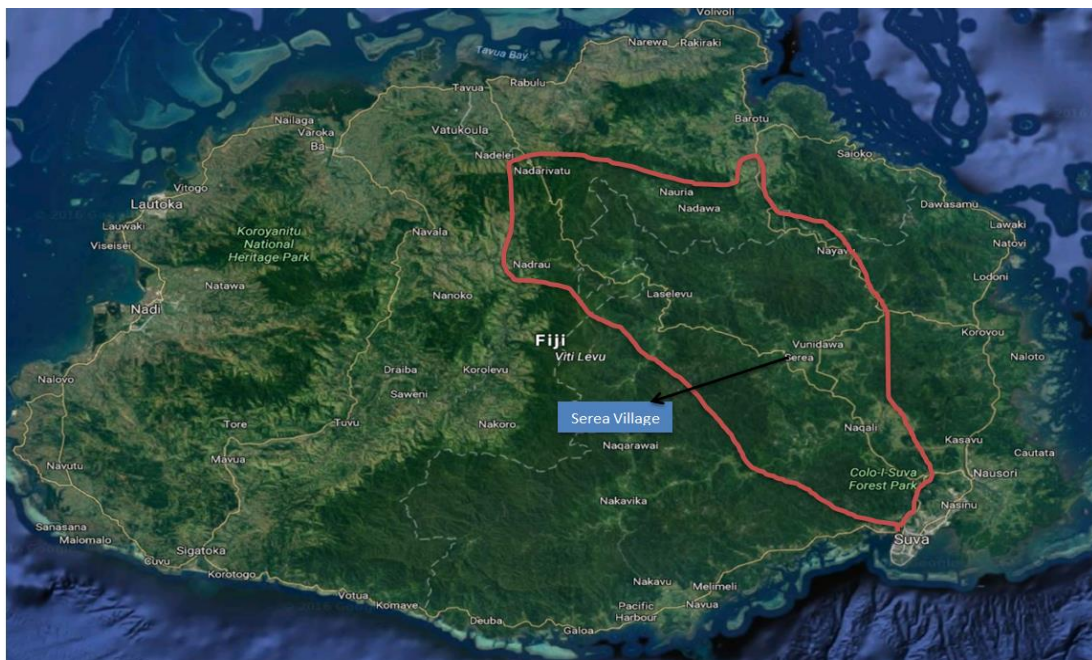 Volivoli
Narewa
Rakiraki
Tavua Bay
Rabulu
Tavua
Nailaga
Varoka
Ba
Vatukoula
Barotu
Nadelei
Nadarivatu
Saioko
Vitogo
Lautoka
Nauria
Nadawa
Dawasamu
Lauwaki
Viseisei
Koroyanitu
National
Heritage Park
Navala
Lawaki
Natovi
Nayavu
Nadrau
Natawa
Nanoko
Laselevu
Lodoni
Nadi
Korovou
Fiji
Viti Levu
Vunidawa
Serea
Naloto
Draiba
Korolevu
Nalovo
Saweni
Serea Village
Tore
Tuvu
Nakoro
Naqali
Naqarawai
Kasavu
Cautata
Mavua
Navutu
Colo-I-Suva
Forest Park
Nausori
Nakavika
Nasinu
Sanasana
Malomalo
Suva
Cuvu
Sigatoka
Korotogo
Nakavu
Melimeli
Votua
Komave
Pacific
Harbour
Navua
Deuba
Galoa